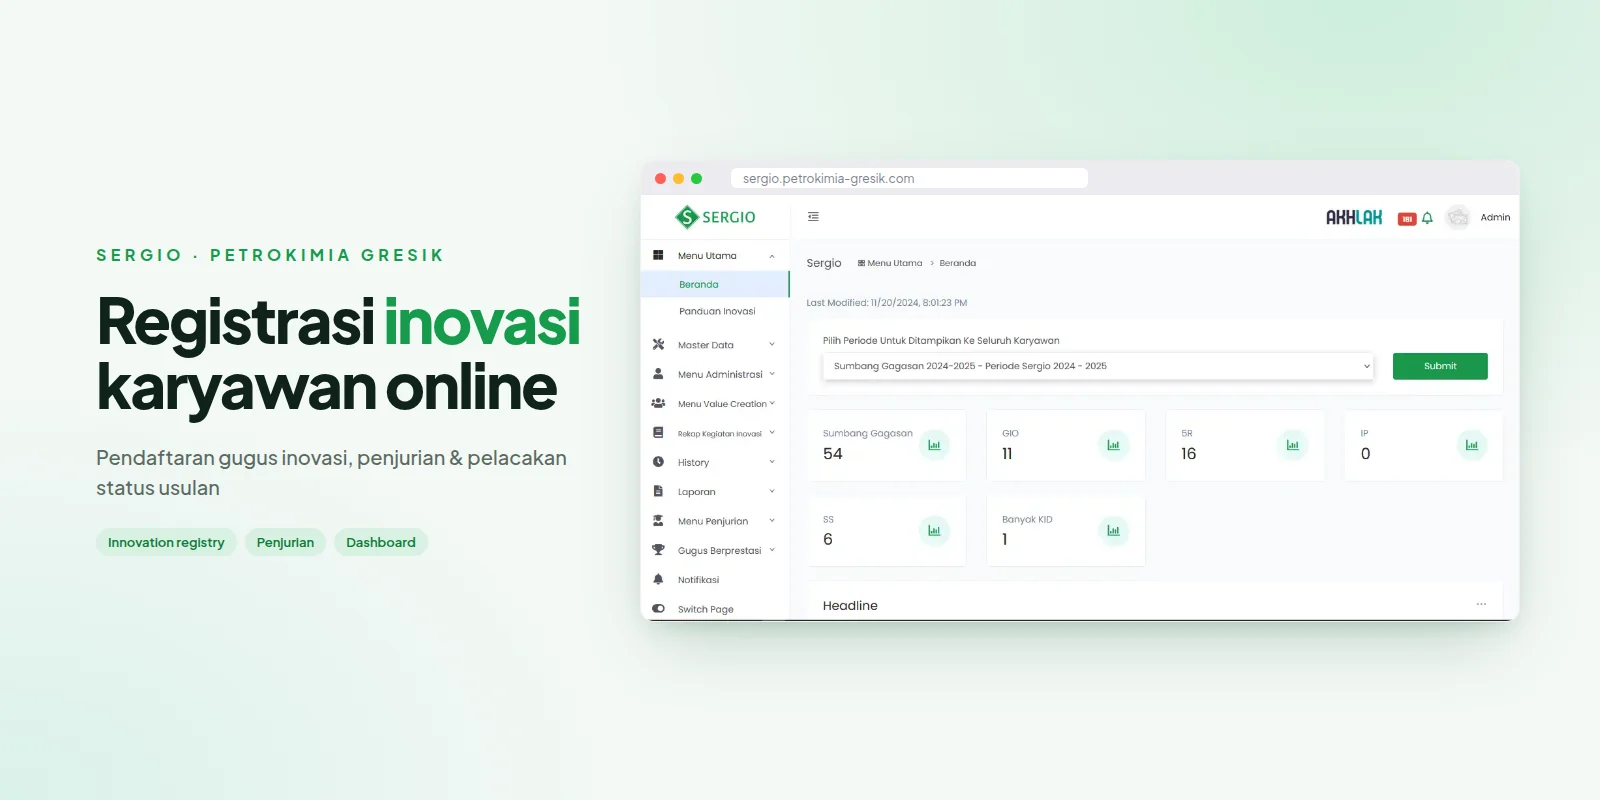 SERGIO · PETROKIMIA GRESIK
Registrasi inovasi
karyawan online
Pendaftaran gugus inovasi, penjurian & pelacakan
status usulan
Innovation registry
Penjurian
Dashboard
sergio.petrokimia-gresik.com
S SERGIO
AKHLAK
181
Admin
Menu Utama
Beranda
Panduan Inovasi
Master Data
Menu Administrasi
Menu Value Creation
Rekap Kegiatan Inovasi
History
Laporan
Menu Penjurian
Gugus Berprestasi
Notifikasi
Switch Page
Sergio
Menu Utama > Beranda
Last Modified: 11/20/2024, 8:01:23 PM
Pilih Periode Untuk Ditampikan Ke Seluruh Karyawan
Sumbang Gagasan 2024-2025 - Periode Sergio 2024 - 2025
Submit
Sumbang Gagasan
54
GIO
11
5R
16
IP
0
SS
6
Banyak KID
1
Headline